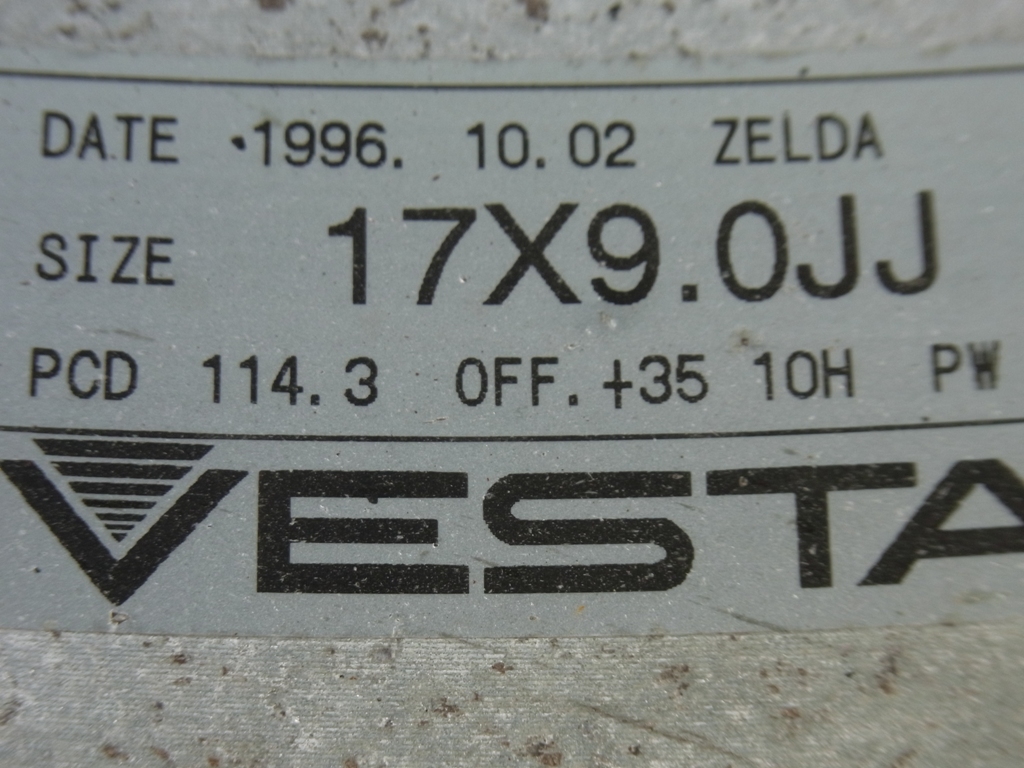 DATE 1996. 10. 02 ZELDA
SIZE 17X9.0JJ
PCD 114.3 OFF.+35 10H PW
VESTA